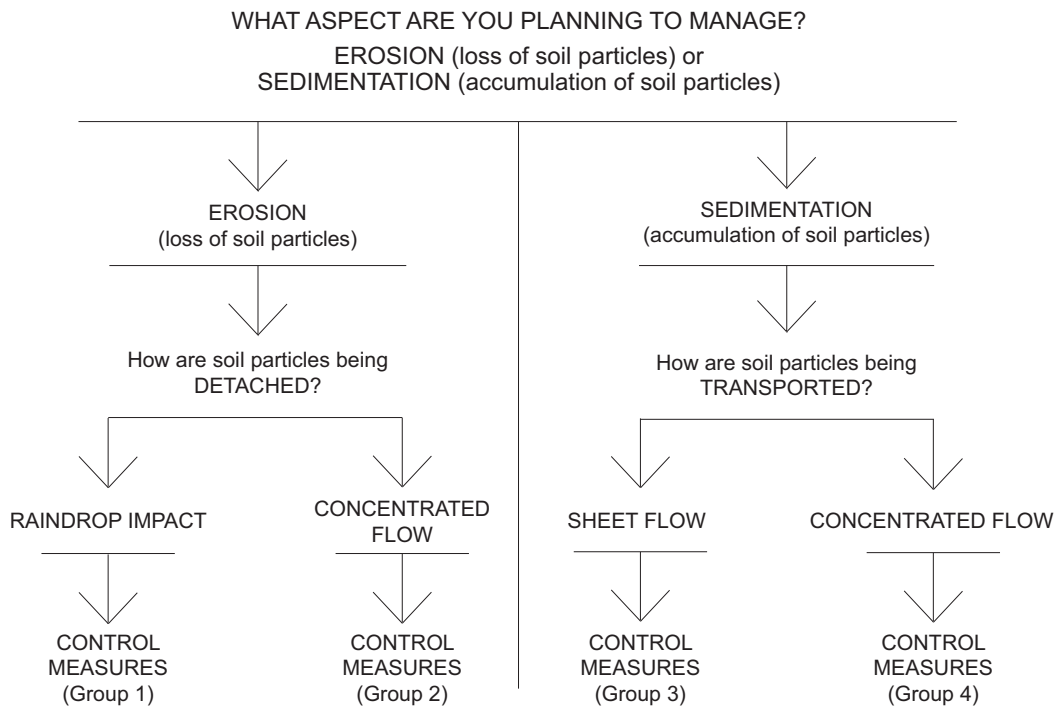 WHAT ASPECT ARE YOU PLANNING TO MANAGE?
EROSION (loss of soil particles) or
SEDIMENTATION (accumulation of soil particles)
EROSION
(loss of soil particles)
How are soil particles being
DETACHED?
RAINDROP IMPACT
CONCENTRATED
FLOW
CONTROL
MEASURES
(Group 1)
CONTROL
MEASURES
(Group 2)
SEDIMENTATION
(accumulation of soil particles)
How are soil particles being
TRANSPORTED?
SHEET FLOW
CONCENTRATED FLOW
CONTROL
MEASURES
(Group 3)
CONTROL
MEASURES
(Group 4)